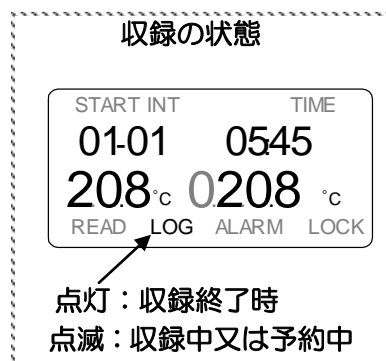 収録の状態
START INT TIME
01-01 05:45
20.8°C 020.8 °C
READ LOG ALARM LOCK
点灯：収録終了時
点滅：収録中又は予約中